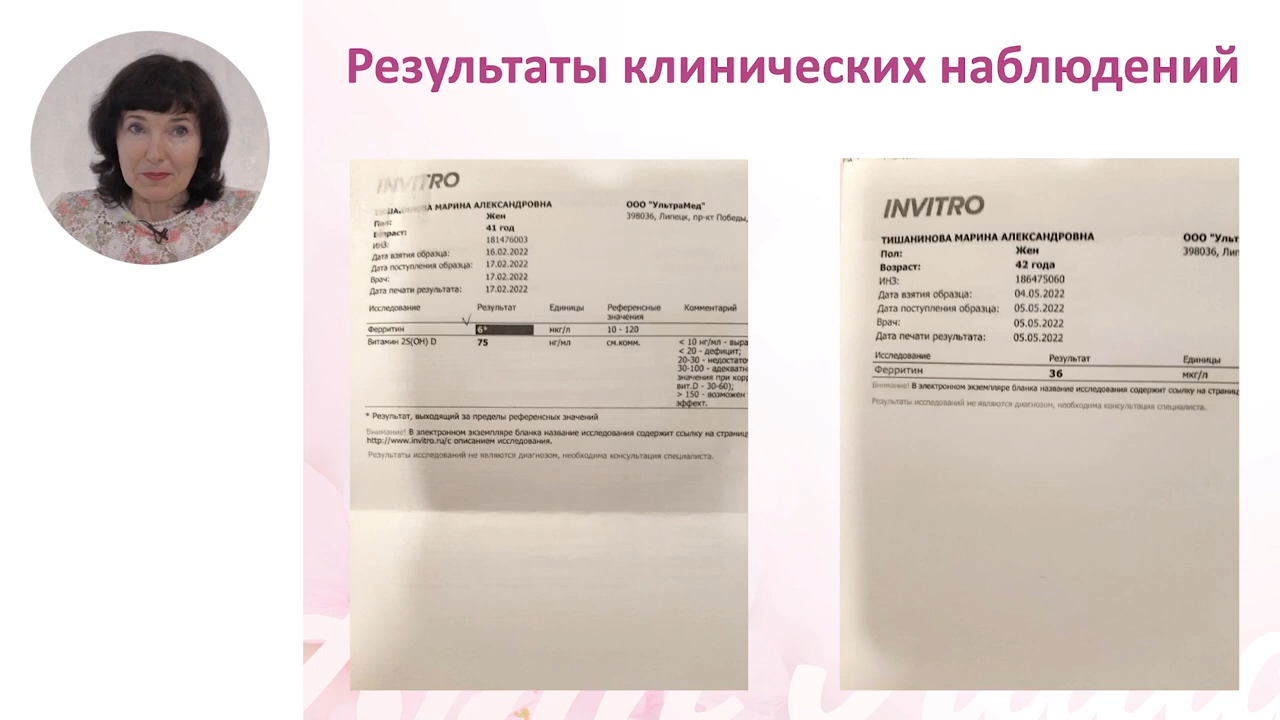 Результаты клинических наблюдений
INVITRO
МАРИНА АЛЕКСАНДРОВНА
ООО "УльтраМед"
398036, Липецк, пр-кт Победы,
Пол: Жен
Возраст: 41 год
ИНЗ: 181476003
Дата взятия образца: 16.02.2022
Дата поступления образца: 17.02.2022
Врач: 17.02.2022
Дата печати результата: 17.02.2022
Исследование Результат Единицы Референсные значения Комментарий
Ферритин 6* мкг/л 10 - 120
Витамин 25(OH) D 75 нг/мл см.комм.
< 10 нг/мл - выра
< 20 - дефицит;
20-30 - недостато
30-100 - адекватн
значения при корр
вит.D - 30-60);
> 150 - возможен
эффект.
* Результат, выходящий за пределы референсных значений
Внимание! В электронном экземпляре бланка название исследования содержит ссылку на страниц
http://www.invitro.ru/с описанием исследования.
Результаты исследований не являются диагнозом, необходима консультация специалиста.
INVITRO
ТИШАНИНОВА МАРИНА АЛЕКСАНДРОВНА
ООО "Ульт
398036, Лип
Пол: Жен
Возраст: 42 года
ИНЗ: 186475060
Дата взятия образца: 04.05.2022
Дата поступления образца: 05.05.2022
Врач: 05.05.2022
Дата печати результата: 05.05.2022
Исследование Результат Единицы
Ферритин 36 мкг/л
Внимание! В электронном экземпляре бланка название исследования содержит ссылку на страниц
Результаты исследований не являются диагнозом, необходима консультация специалиста.